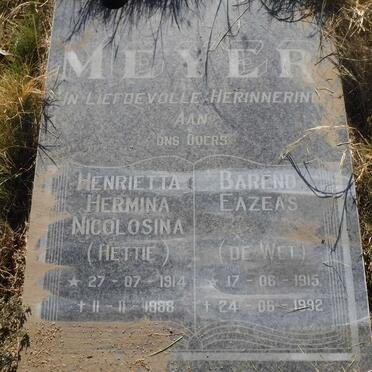 MEYER
IN LIEFDEVOLLE HERINNERING
AAN
ONS OUERS
HENRIETTA
HERMINA
NICOLOSINA
(HETTIE)
★ 27-07-1914
† 11-11-1988
BAREND
EAZEAS
(DE WET)
★ 17-06-1915
† 24-08-1992